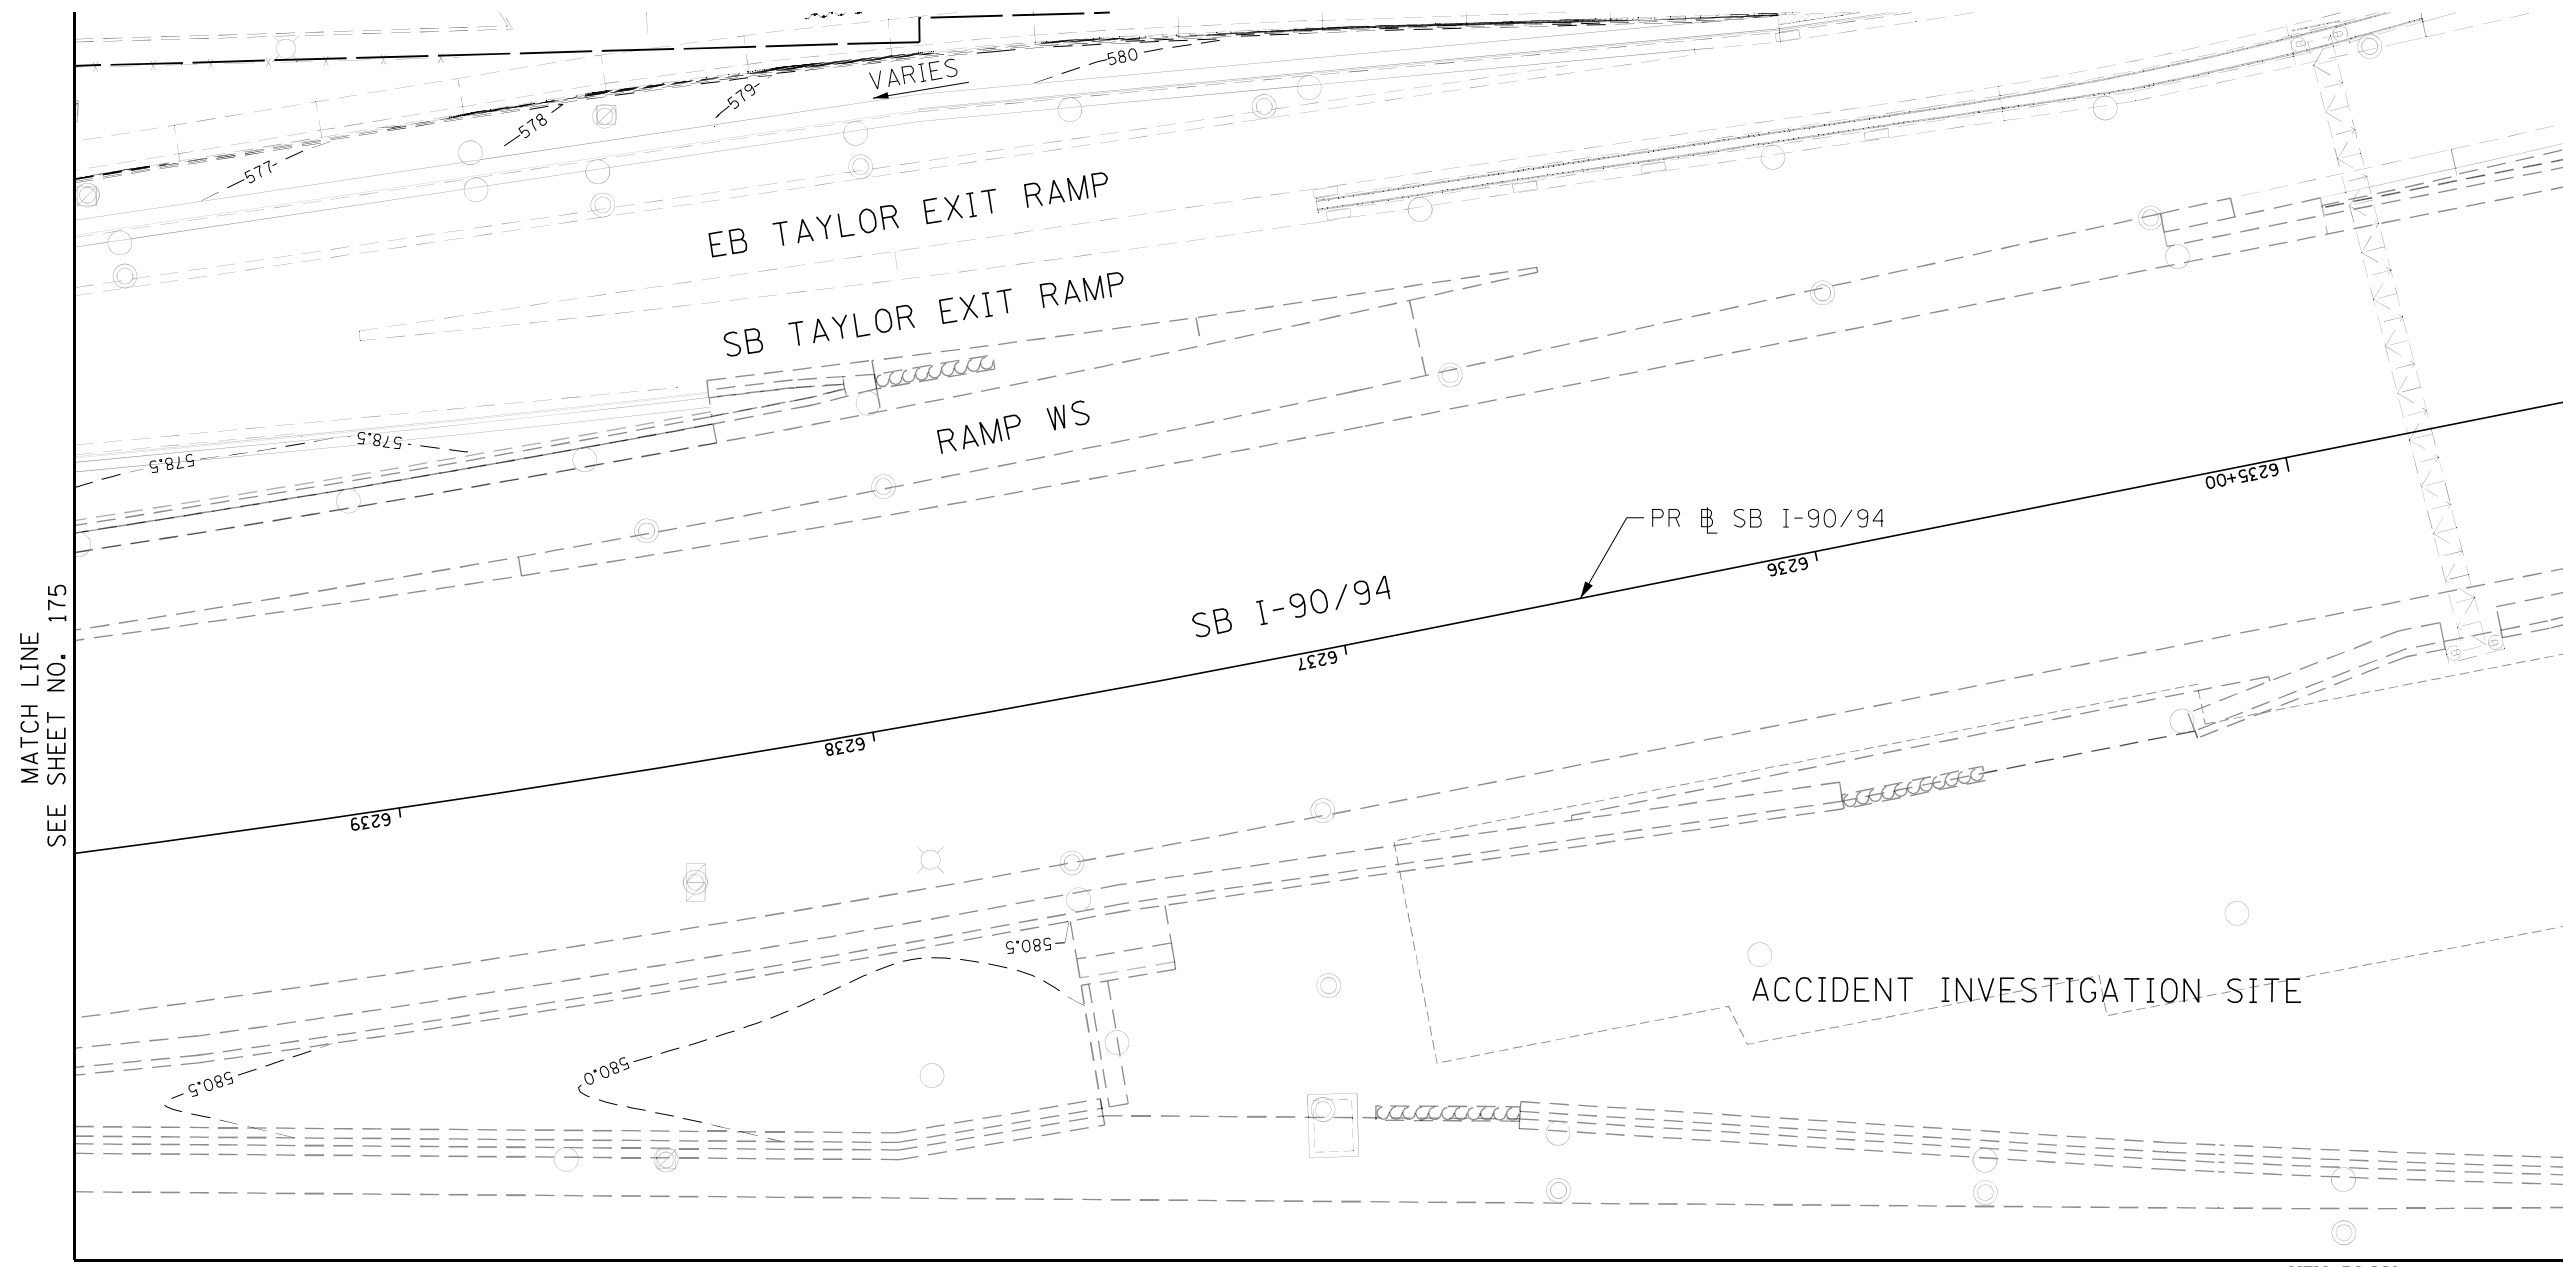 580
VARIES
579
578
577
EB TAYLOR EXIT RAMP
SB TAYLOR EXIT RAMP
RAMP WS
578.5
578.5
6235+00
PR ⅊ SB I-90/94
6236
SB I-90/94
6237
6238
6239
MATCH LINE
SEE SHEET NO. 175
580.5
ACCIDENT INVESTIGATION SITE
580.0
580.5